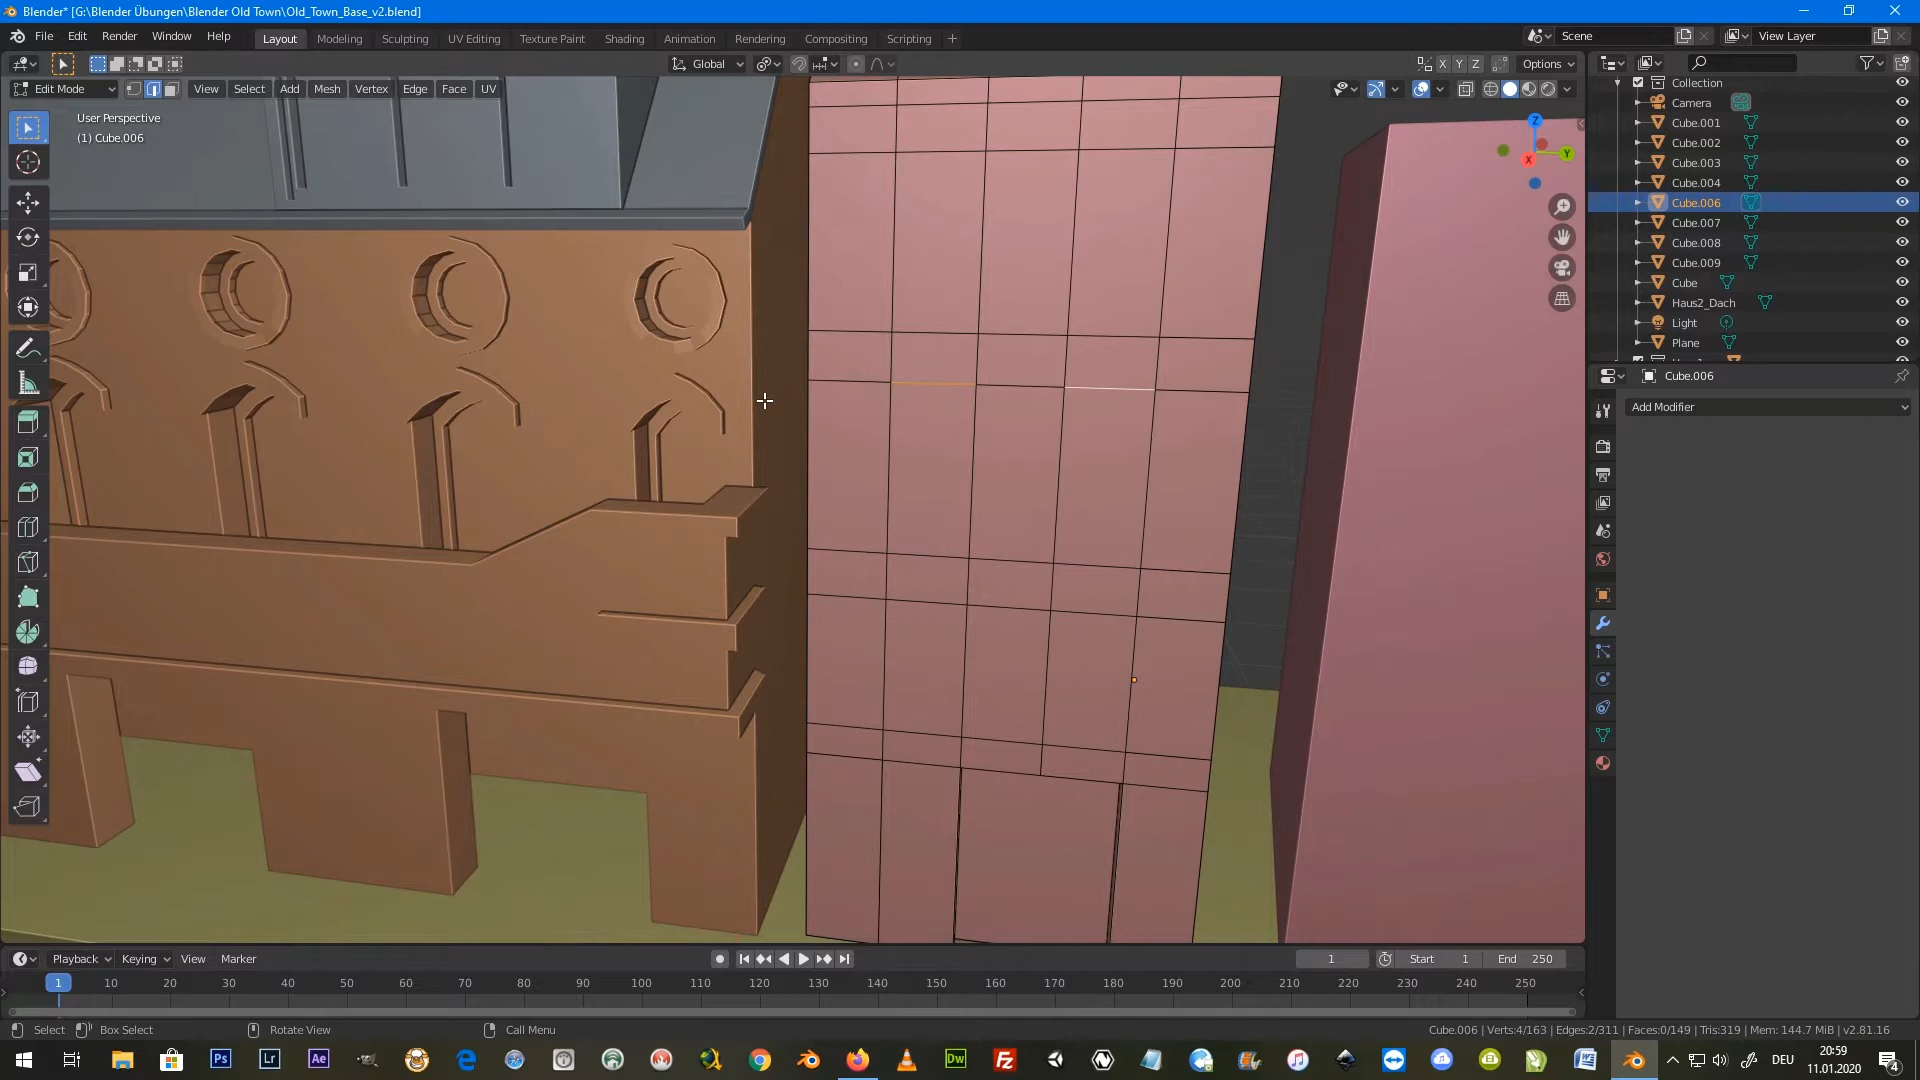 Blender* [G:\Blender Übungen\Blender Old Town\Old_Town_Base_v2.blend]
File Edit Render Window Help Layout Modeling Sculpting UV Editing Texture Paint Shading Animation Rendering Compositing Scripting + Scene View Layer
Global X Y Z Options
Edit Mode View Select Add Mesh Vertex Edge Face UV
User Perspective
(1) Cube.006
Z
Y
X
Collection
Camera
Cube.001
Cube.002
Cube.003
Cube.004
Cube.006
Cube.007
Cube.008
Cube.009
Cube
Haus2_Dach
Light
Plane
Cube.006
Add Modifier
Playback Keying View Marker 1 Start 1 End 250
1 10 20 30 40 50 60 70 80 90 100 110 120 130 140 150 160 170 180 190 200 210 220 230 240 250
Select Box Select Rotate View Call Menu Cube.006 | Verts:4/163 | Edges:2/311 | Faces:0/149 | Tris:319 | Mem: 144.7 MiB | v2.81.16
Ps Lr Ae Dw Fz DEU 20:59
11.01.2020 4